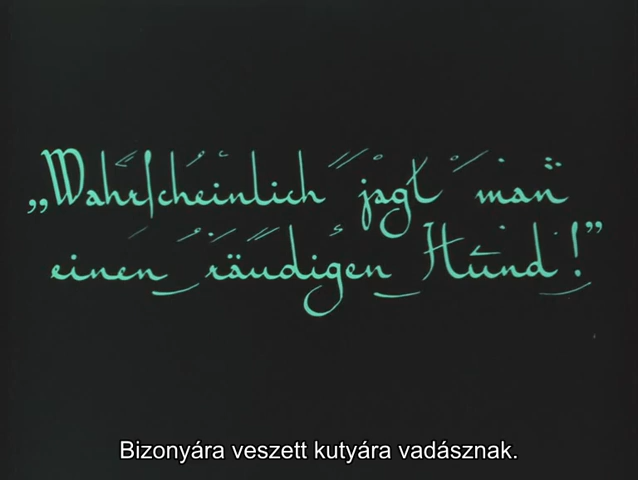 „Wahrscheinlich jagt man
einen räudigen Hund!”
Bizonyára veszett kutyára vadásznak.